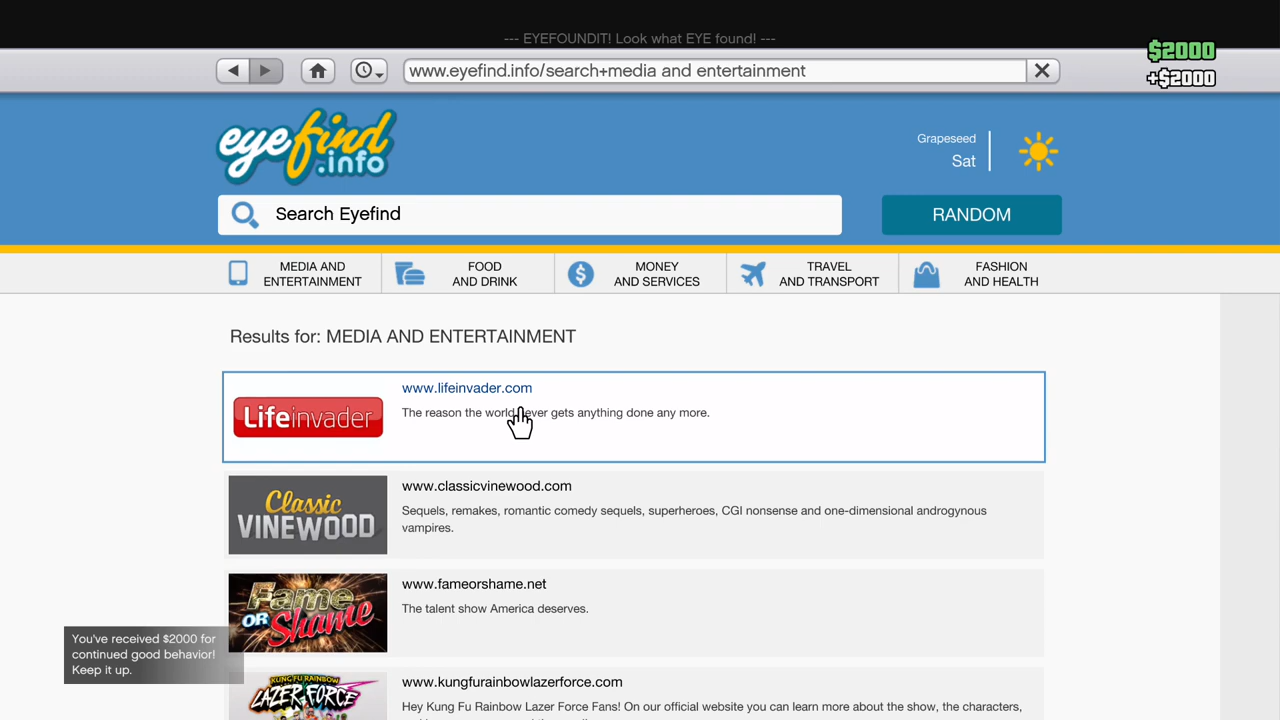 --- EYEFOUNDIT! Look what EYE found! ---
$2000
+$2000
www.eyefind.info/search+media and entertainment
eyefind
.info
Grapeseed
Sat
Search Eyefind
RANDOM
MEDIA AND
ENTERTAINMENT
FOOD
AND DRINK
MONEY
AND SERVICES
TRAVEL
AND TRANSPORT
FASHION
AND HEALTH
Results for: MEDIA AND ENTERTAINMENT
Lifeinvader
www.lifeinvader.com
The reason the world never gets anything done any more.
Classic
VINEWOOD
www.classicvinewood.com
Sequels, remakes, romantic comedy sequels, superheroes, CGI nonsense and one-dimensional androgynous
vampires.
Fame
OR Shame
www.fameorshame.net
The talent show America deserves.
You've received $2000 for
continued good behavior!
Keep it up.
KUNG FU RAINBOW
LAZER FORCE
www.kungfurainbowlazerforce.com
Hey Kung Fu Rainbow Lazer Force Fans! On our official website you can learn more about the show, the characters,